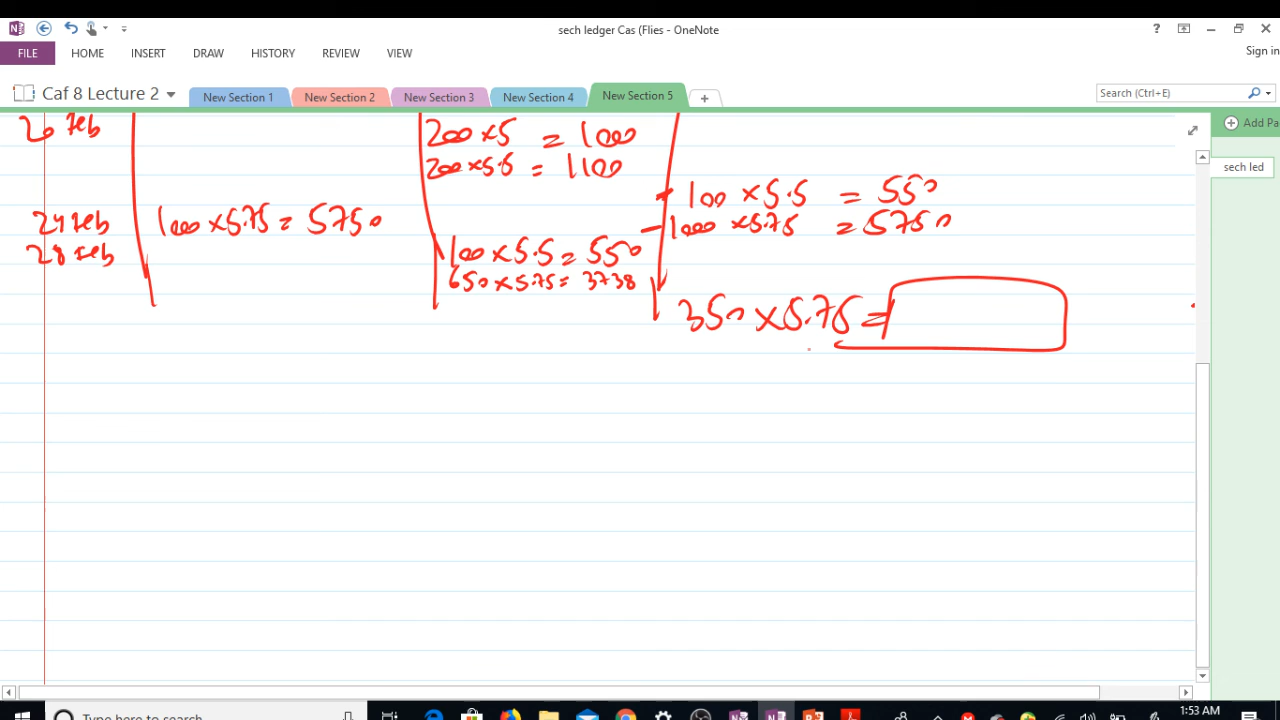 sech ledger Cas (Flies - OneNote
?
Sign in
FILE HOME INSERT DRAW HISTORY REVIEW VIEW
Caf 8 Lecture 2 New Section 1 New Section 2 New Section 3 New Section 4 New Section 5 Search (Ctrl+E)
Add Pa
sech led
20 Feb
200 x 5 = 1000
200 x 5.5 = 1100
100 x 5.5 = 550
24 Feb 1000 x 5.75 = 5750 1000 x 5.75 = 5750
28 Feb 100 x 5.5 = 550
650 x 5.75 = 3738
350 x 5.75 =
Type here to search
1:53 AM